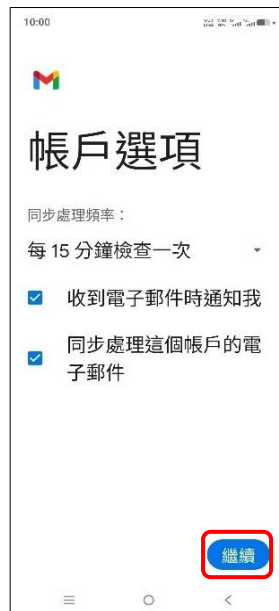 10:00
帳戶選項
同步處理頻率：
每 15 分鐘檢查一次
收到電子郵件時通知我
同步處理這個帳戶的電
子郵件
繼續